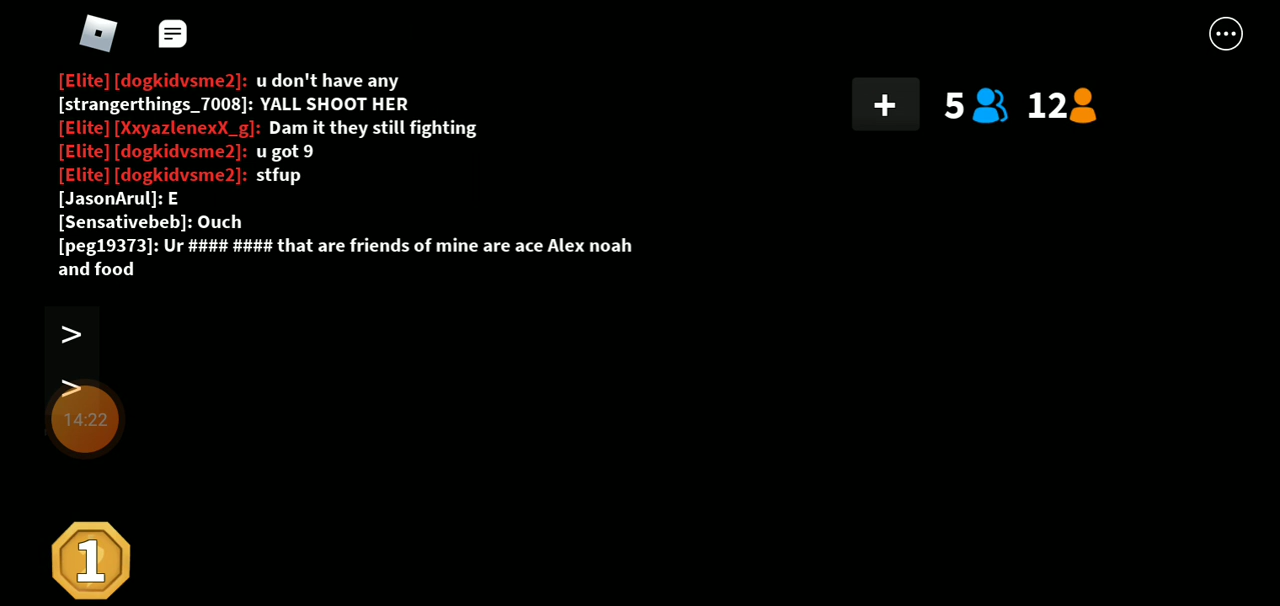 [Elite] [dogkidvsme2]: u don't have any
[strangerthings_7008]: YALL SHOOT HER
[Elite] [XxyazlenexX_g]: Dam it they still fighting
[Elite] [dogkidvsme2]: u got 9
[Elite] [dogkidvsme2]: stfup
[JasonArul]: E
[Sensativebeb]: Ouch
[peg19373]: Ur #### #### that are friends of mine are ace Alex noah
and food
+ 5 12
>
>
14:22
1